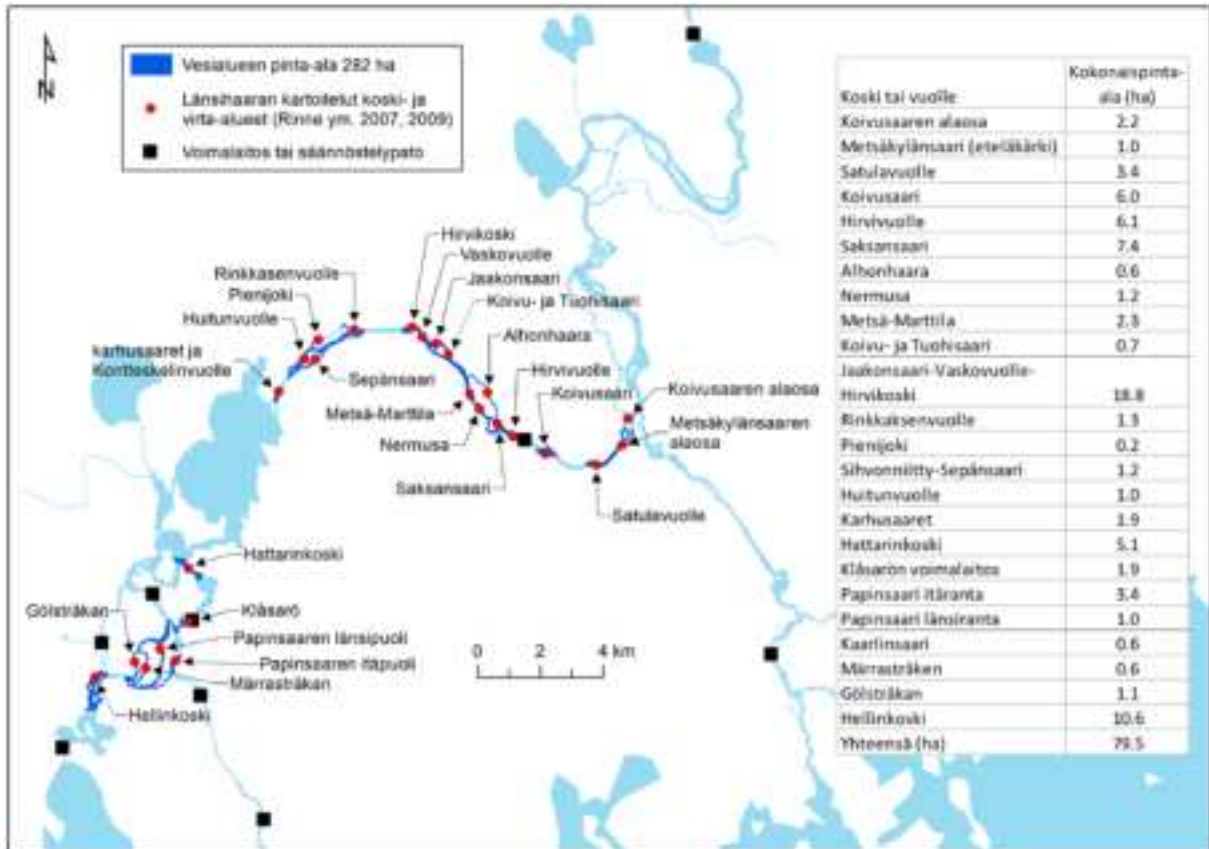 N
Vesialueen pinta-ala 282 ha
Länsihaaran kartoitetut koski- ja
virta-alueet (Rinne ym. 2007, 2009)
Voimalaitos tai säännöstelypato
Hirvikoski
Vaskovuolle
Jaakonsaari
Koivu- ja Tuohisaari
Rinkkasenvuolle
Pienijoki
Huitunvuolle
karhusaaret ja
Konttoskelinvuolle
Sepänsaari
Alhonhaara
Hirvivuolle
Koivusaari
Koivusaaren alaosa
Metsäkylänsaaren
alaosa
Metsä-Marttila
Nermusa
Saksansaari
Satulavuolle
Hattarinkoski
Gölsträkan
Klåsarö
Papinsaaren länsipuoli
Papinsaaren itäpuoli
Märrasträkan
Hellinkoski
0 2 4 km
Koski tai vuolle Kokonaispinta-
ala (ha)
Koivusaaren alaosa 2.2
Metsäkylänsaari (eteläkärki) 1.0
Satulavuolle 3.4
Koivusaari 6.0
Hirvivuolle 6.1
Saksansaari 7.4
Alhonhaara 0.6
Nermusa 1.2
Metsä-Marttila 2.3
Koivu- ja Tuohisaari 0.7
Jaakonsaari-Vaskovuolle-
Hirvikoski 18.8
Rinkkaksenvuolle 1.3
Pienijoki 0.2
Sihvonniitty-Sepänsaari 1.2
Huitunvuolle 1.0
Karhusaaret 1.9
Hattarinkoski 5.1
Klåsarön voimalaitos 1.9
Papinsaari itäranta 3.4
Papinsaari länsiranta 1.0
Kaarlinsaari 0.6
Märrasträken 0.6
Gölsträkan 1.1
Hellinkoski 10.6
Yhteensä (ha) 79.5